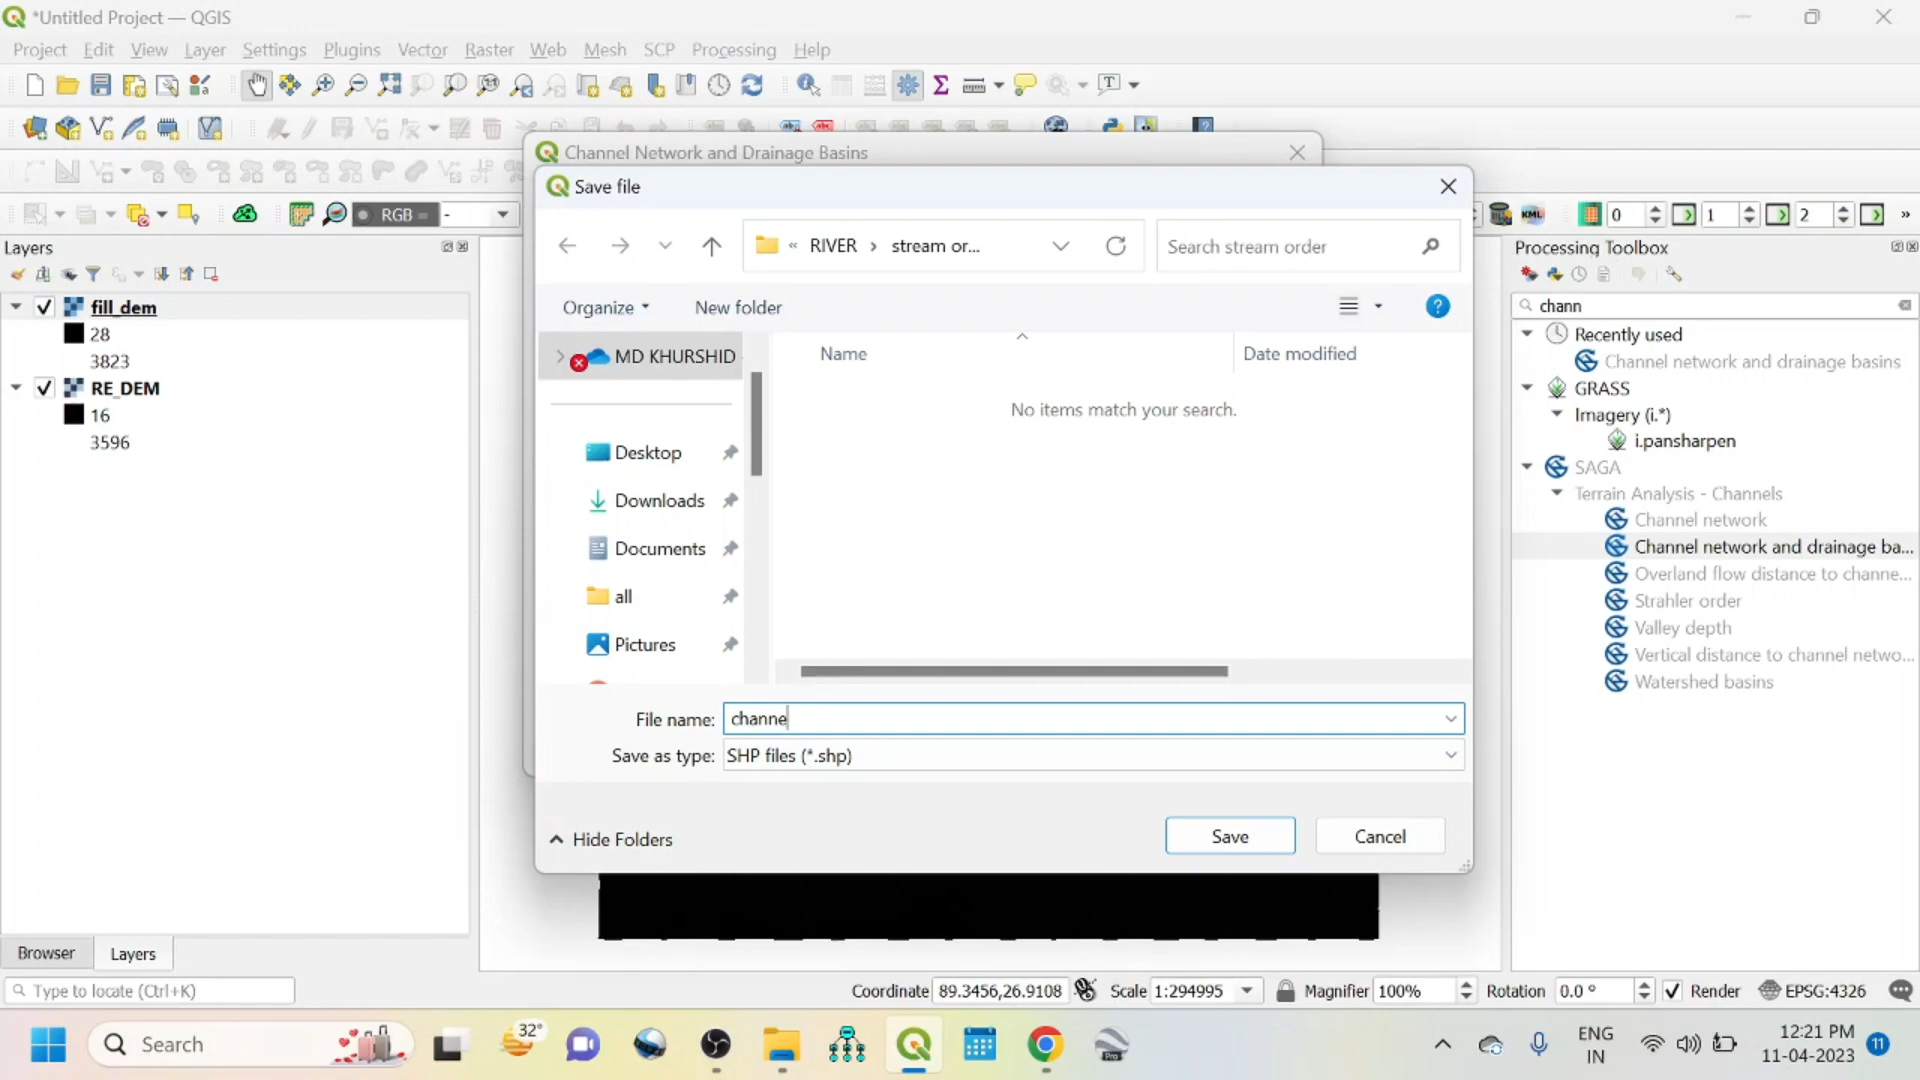 *Untitled Project — QGIS
Project Edit View Layer Settings Plugins Vector Raster Web Mesh SCP Processing Help
RGB = - 0 1 2 »
Channel Network and Drainage Basins
Save file
« RIVER › stream or...
Search stream order
Organize New folder
MD KHURSHID
Name Date modified
No items match your search.
Desktop
Downloads
Documents
all
Pictures
File name: channe
Save as type: SHP files (*.shp)
Hide Folders
Save Cancel
Layers
fill_dem
28
3823
RE_DEM
16
3596
Browser Layers
Processing Toolbox
chann
Recently used
Channel network and drainage basins
GRASS
Imagery (i.*)
i.pansharpen
SAGA
Terrain Analysis - Channels
Channel network
Channel network and drainage ba...
Overland flow distance to channe...
Strahler order
Valley depth
Vertical distance to channel netwo...
Watershed basins
Type to locate (Ctrl+K)
Coordinate 89.3456,26.9108 Scale 1:294995 Magnifier 100% Rotation 0.0 ° Render EPSG:4326
Search
32°
ENG
IN
12:21 PM
11-04-2023
11